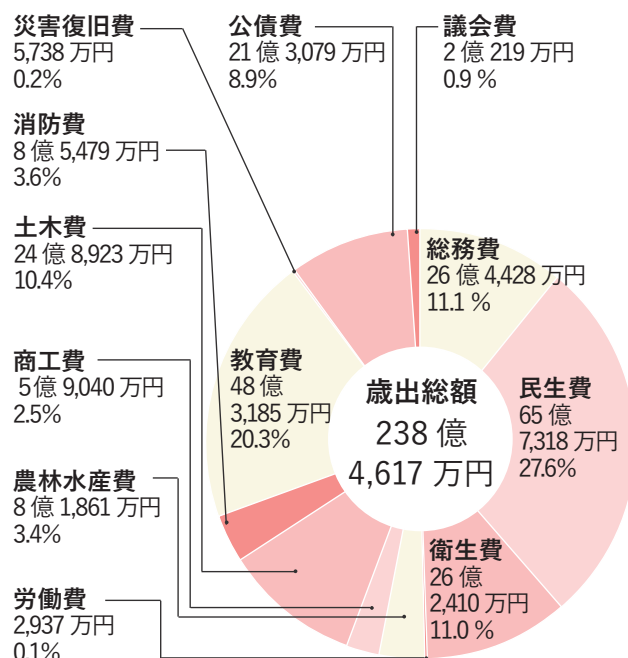 災害復旧費
5,738 万円
0.2%
公債費
21 億 3,079 万円
8.9%
議会費
2 億 219 万円
0.9 %
消防費
8 億 5,479 万円
3.6%
土木費
24 億 8,923 万円
10.4%
総務費
26 億 4,428 万円
11.1 %
商工費
5億 9,040 万円
2.5%
教育費
48 億
3,185 万円
20.3%
歳出総額
238 億
4,617 万円
民生費
65 億
7,318 万円
27.6%
農林水産費
8 億 1,861 万円
3.4%
衛生費
26 億
2,410 万円
11.0 %
労働費
2,937 万円
0.1%